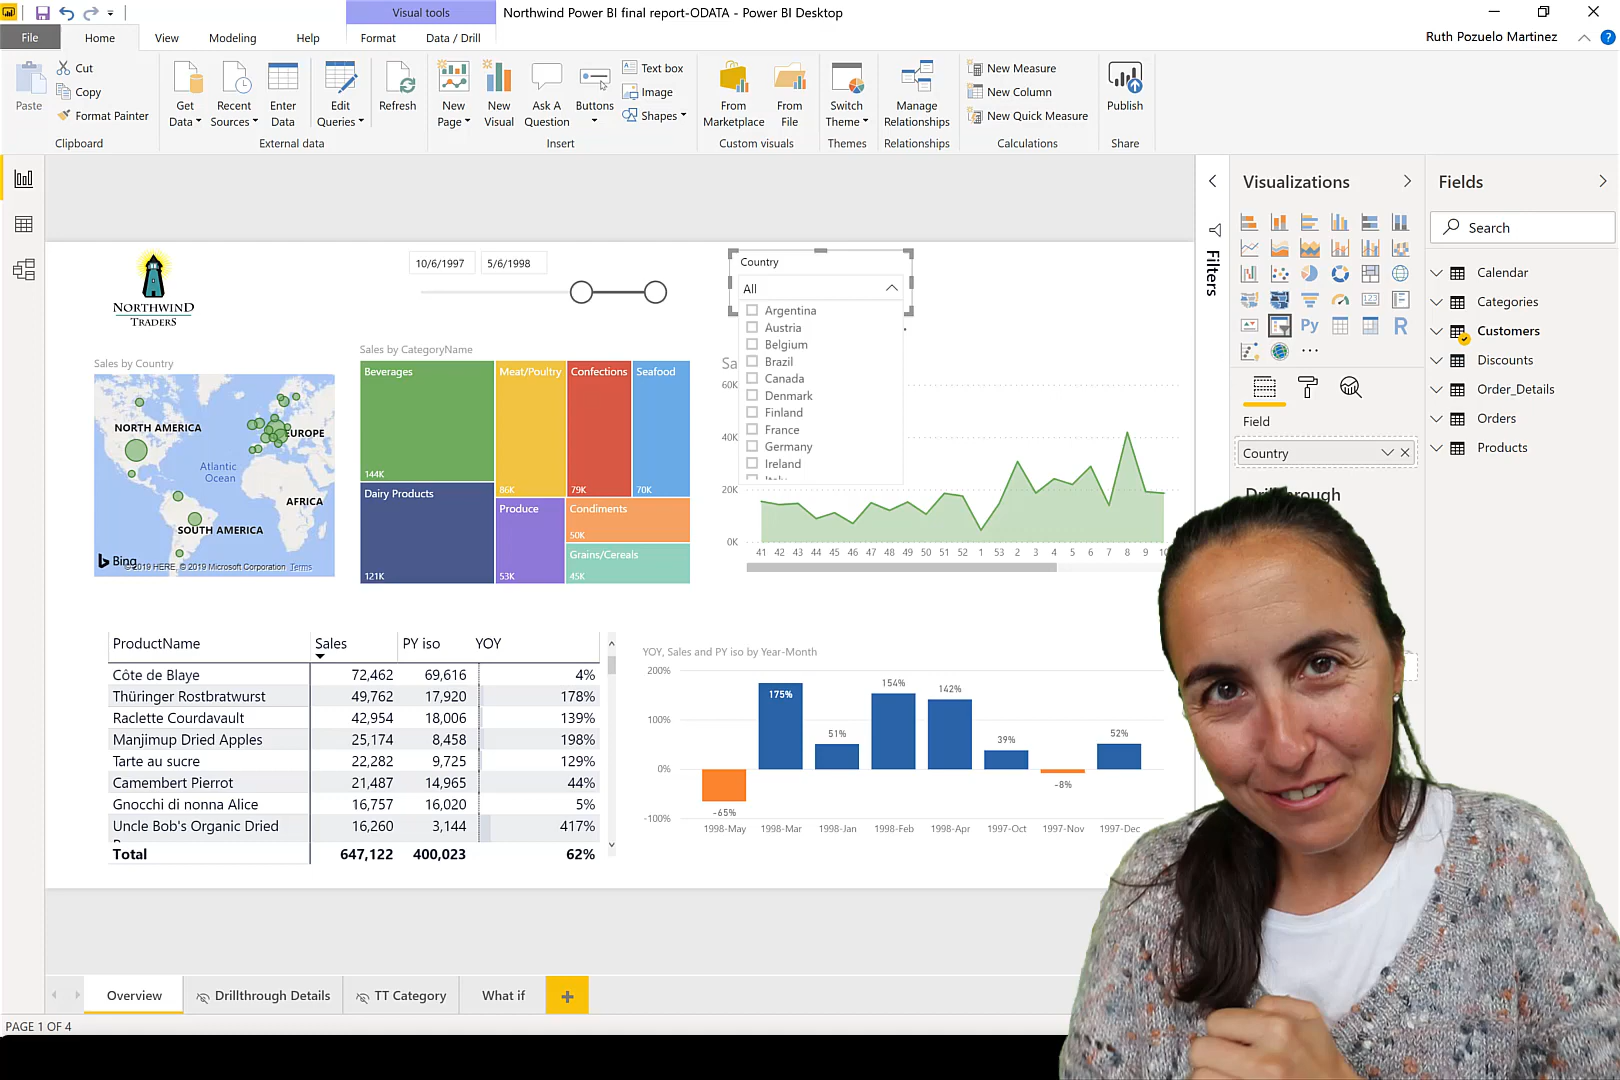 Visual tools
Northwind Power BI final report-ODATA - Power BI Desktop
File
Home
View
Modeling
Help
Format
Data / Drill
Ruth Pozuelo Martinez
?
Paste
Cut
Copy
Format Painter
Clipboard
Get Data
Recent Sources
Enter Data
Edit Queries
Refresh
External data
New Page
New Visual
Ask A Question
Buttons
Text box
Image
Shapes
Insert
From Marketplace
From File
Custom visuals
Switch Theme
Themes
Manage Relationships
Relationships
New Measure
New Column
New Quick Measure
Calculations
Publish
Share
NORTHWIND
TRADERS
10/6/1997
5/6/1998
Country
All
Argentina
Austria
Belgium
Brazil
Canada
Denmark
Finland
France
Germany
Ireland
Italy
Sales by Country
NORTH AMERICA
EUROPE
Atlantic
Ocean
AFRICA
SOUTH AMERICA
Bing
© 2019 HERE, © 2019 Microsoft Corporation Terms
Sales by CategoryName
Beverages
144K
Dairy Products
121K
Meat/Poultry
86K
Confections
79K
Seafood
70K
Produce
53K
Condiments
50K
Grains/Cereals
45K
Sa
60K
40K
20K
0K
41 42 43 44 45 46 47 48 49 50 51 52 1 53 2 3 4 5 6 7 8 9 10
ProductName Sales PY iso YOY
Côte de Blaye 72,462 69,616 4%
Thüringer Rostbratwurst 49,762 17,920 178%
Raclette Courdavault 42,954 18,006 139%
Manjimup Dried Apples 25,174 8,458 198%
Tarte au sucre 22,282 9,725 129%
Camembert Pierrot 21,487 14,965 44%
Gnocchi di nonna Alice 16,757 16,020 5%
Uncle Bob's Organic Dried 16,260 3,144 417%
Total 647,122 400,023 62%
YOY, Sales and PY iso by Year-Month
200%
100%
0%
-100%
-65%
175%
51%
154%
142%
39%
-8%
52%
1998-May 1998-Mar 1998-Jan 1998-Feb 1998-Apr 1997-Oct 1997-Nov 1997-Dec
Filters
Visualizations
Py
R
123
Field
Country
Drillthrough
Fields
Search
Calendar
Categories
Customers
Discounts
Order_Details
Orders
Products
Overview
Drillthrough Details
TT Category
What if
+
PAGE 1 OF 4